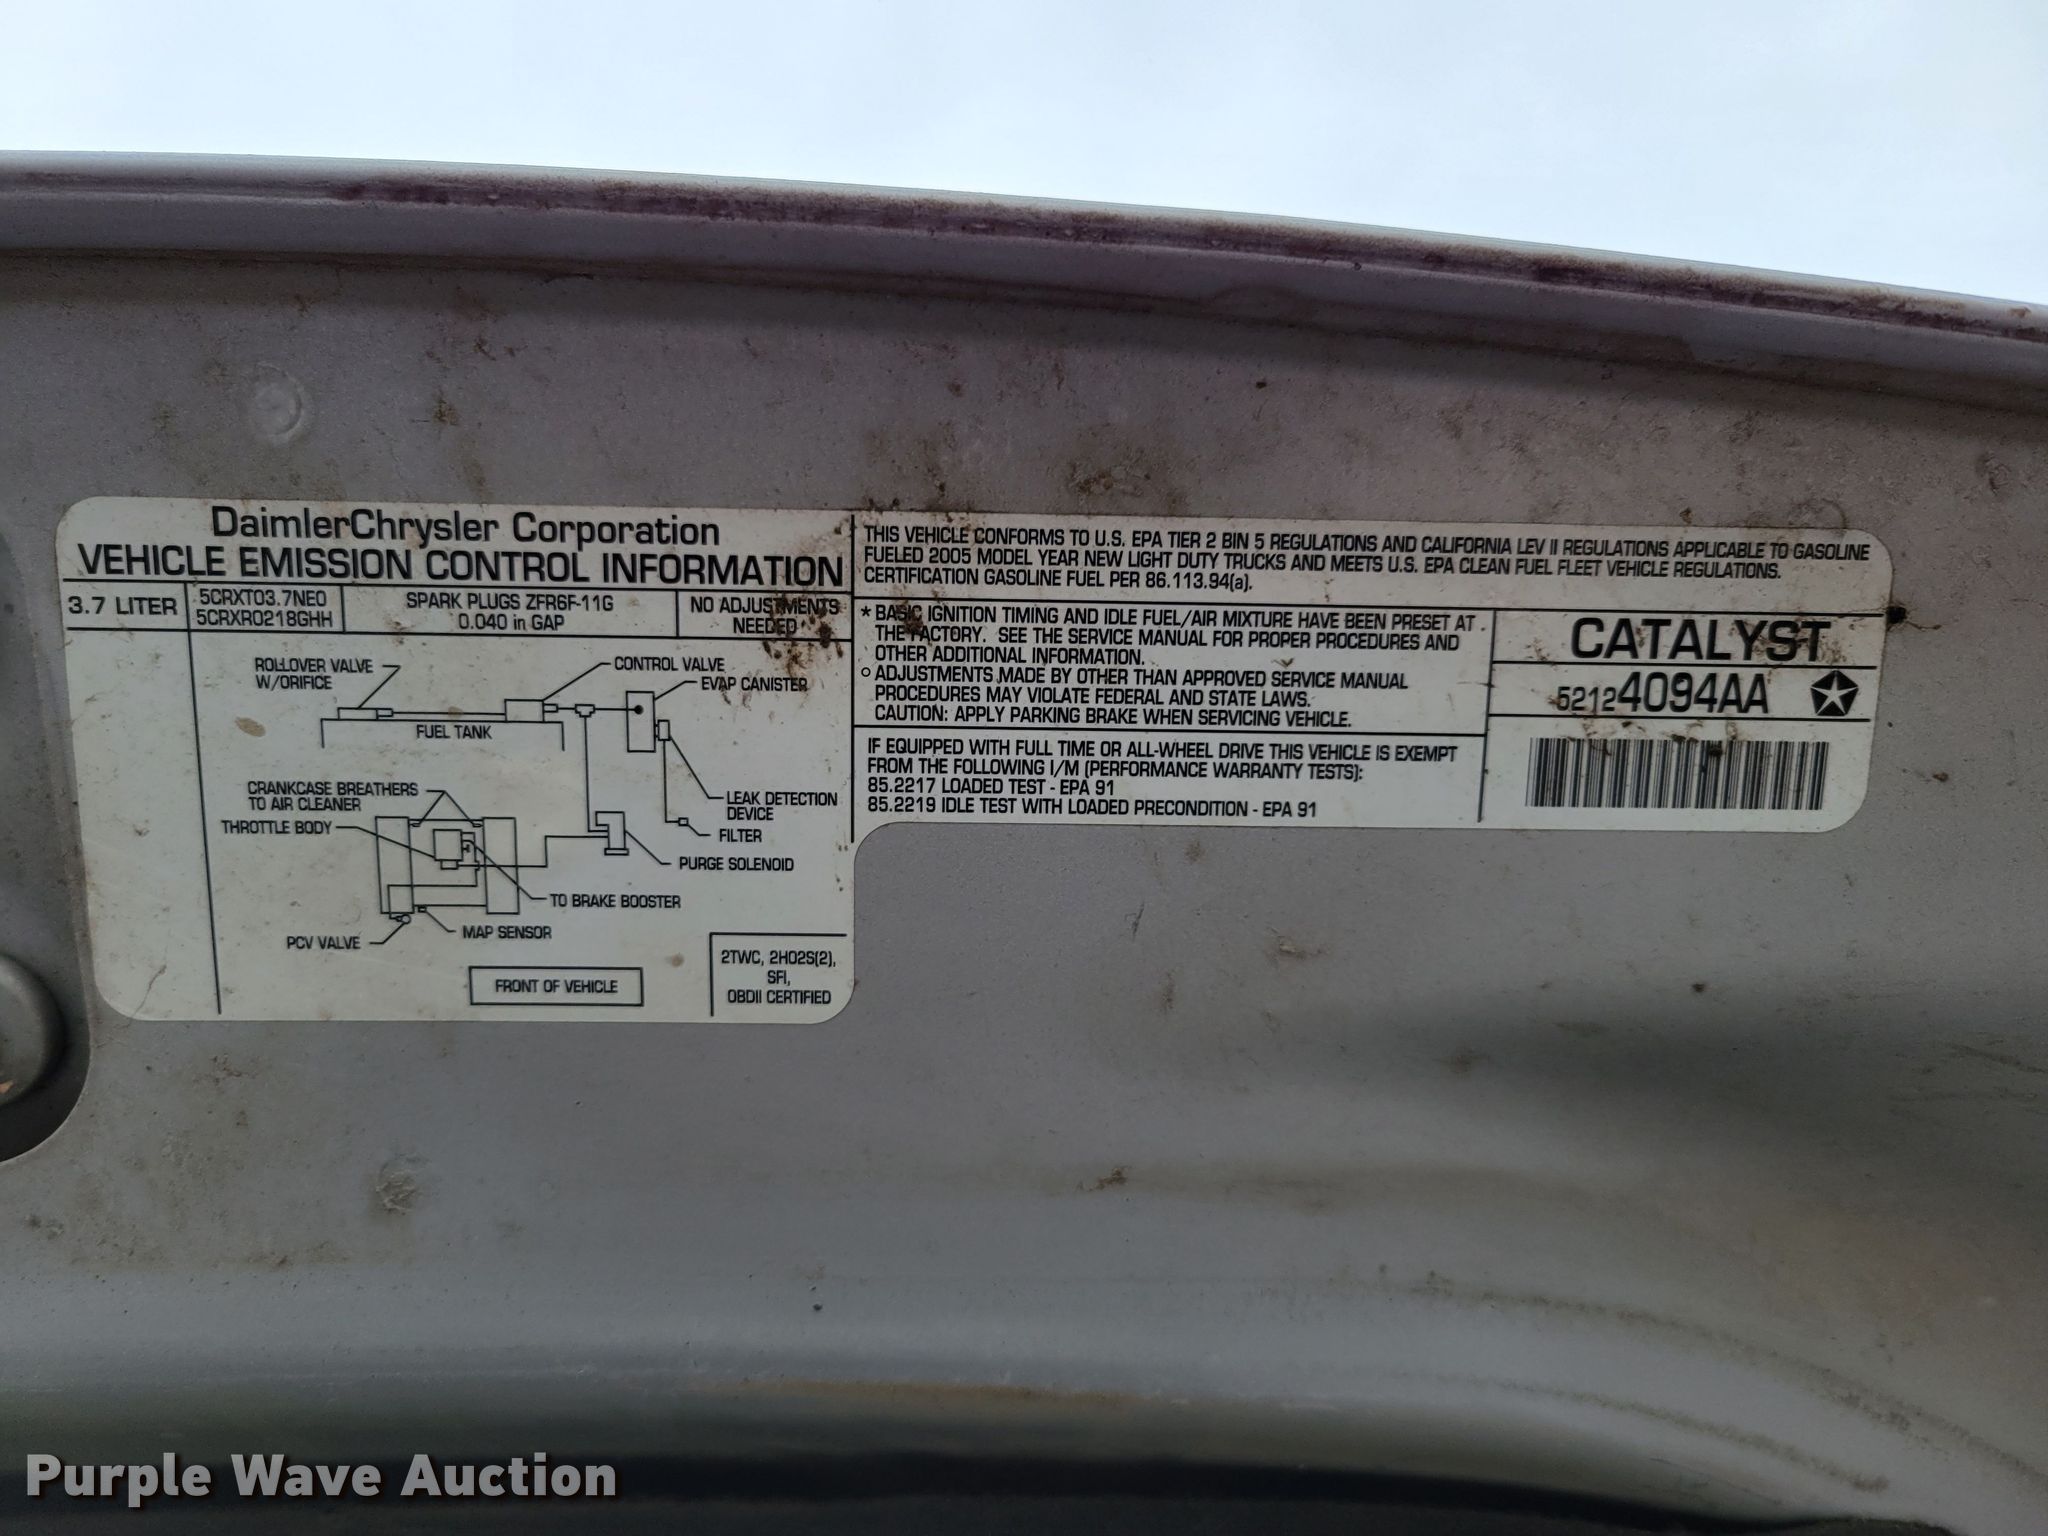 DaimlerChrysler Corporation
VEHICLE EMISSION CONTROL INFORMATION
3.7 LITER
5CRXT03.7NE0
5CRXR0218GHH
SPARK PLUGS ZFR6F-11G
0.040 in GAP
NO ADJUSTMENTS
NEEDED
ROLLOVER VALVE
W/ORIFICE
CONTROL VALVE
EVAP CANISTER
FUEL TANK
CRANKCASE BREATHERS
TO AIR CLEANER
THROTTLE BODY
LEAK DETECTION
DEVICE
FILTER
PURGE SOLENOID
TO BRAKE BOOSTER
MAP SENSOR
PCV VALVE
FRONT OF VEHICLE
2TWC, 2HO2S(2),
SFI,
OBDII CERTIFIED
THIS VEHICLE CONFORMS TO U.S. EPA TIER 2 BIN 5 REGULATIONS AND CALIFORNIA LEV II REGULATIONS APPLICABLE TO GASOLINE
FUELED 2005 MODEL YEAR NEW LIGHT DUTY TRUCKS AND MEETS U.S. EPA CLEAN FUEL FLEET VEHICLE REGULATIONS.
CERTIFICATION GASOLINE FUEL PER 86.113.94(a).
* BASIC IGNITION TIMING AND IDLE FUEL/AIR MIXTURE HAVE BEEN PRESET AT
THE FACTORY. SEE THE SERVICE MANUAL FOR PROPER PROCEDURES AND
OTHER ADDITIONAL INFORMATION.
○ ADJUSTMENTS MADE BY OTHER THAN APPROVED SERVICE MANUAL
PROCEDURES MAY VIOLATE FEDERAL AND STATE LAWS.
CAUTION: APPLY PARKING BRAKE WHEN SERVICING VEHICLE.
IF EQUIPPED WITH FULL TIME OR ALL-WHEEL DRIVE THIS VEHICLE IS EXEMPT
FROM THE FOLLOWING I/M (PERFORMANCE WARRANTY TESTS):
85.2217 LOADED TEST - EPA 91
85.2219 IDLE TEST WITH LOADED PRECONDITION - EPA 91
CATALYST
52124094AA
Purple Wave Auction